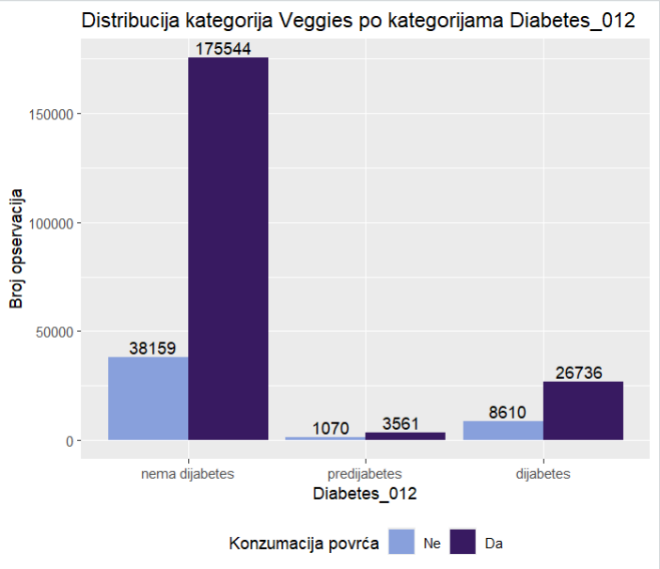 Distribucija kategorija Veggies po kategorijama Diabetes_012
175544
150000
100000
Broj opservacija
50000
38159
26736
8610
3561
1070
0
nema dijabetes predijabetes dijabetes
Diabetes_012
Konzumacija povrća Ne Da